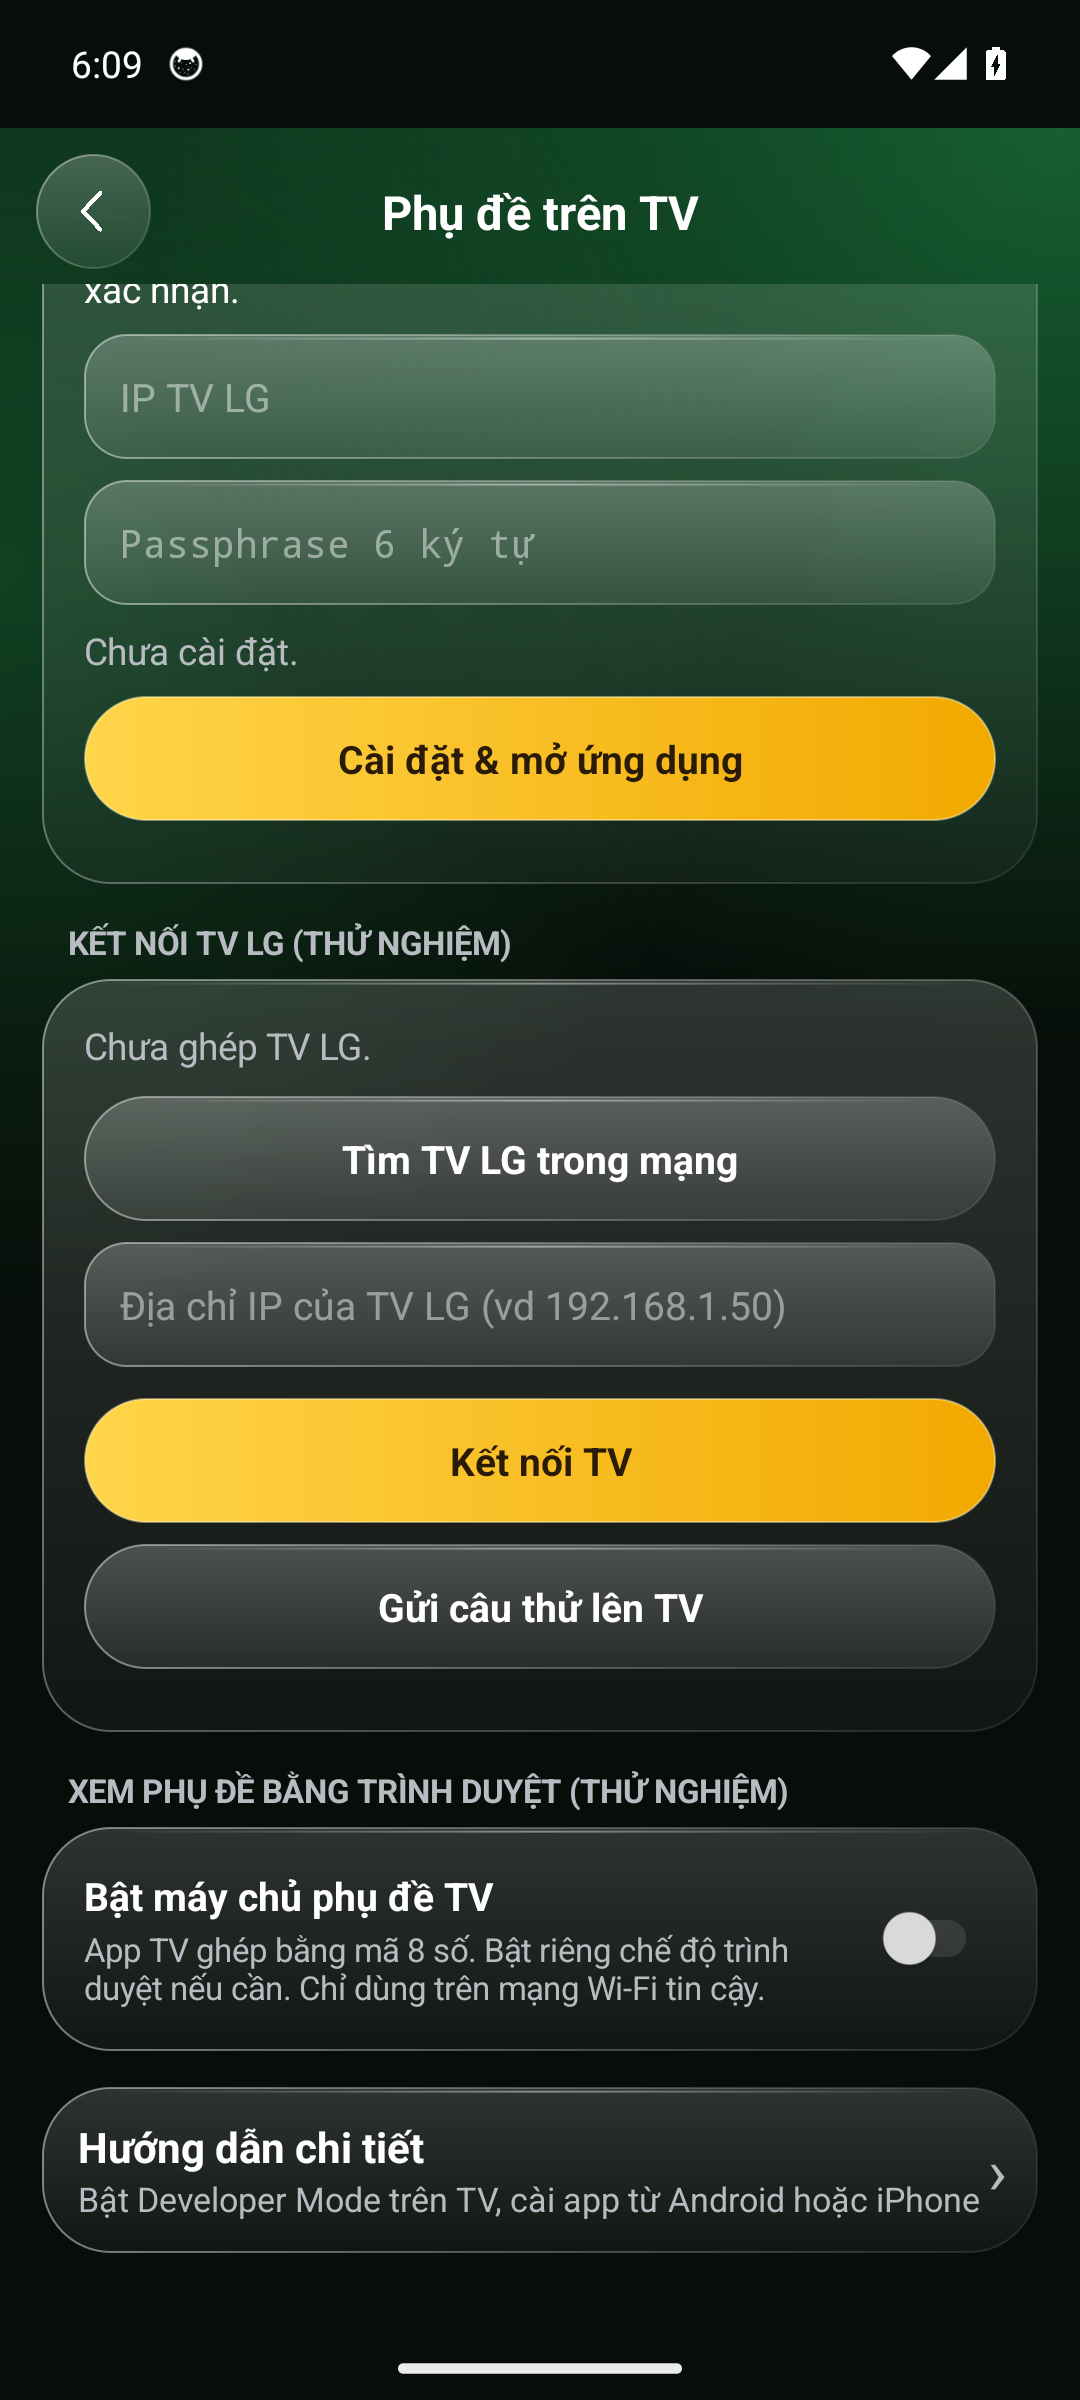 6:09
Phụ đề trên TV
xác nhận.
IP TV LG
Passphrase 6 ký tự
Chưa cài đặt.
Cài đặt & mở ứng dụng
KẾT NỐI TV LG (THỬ NGHIỆM)
Chưa ghép TV LG.
Tìm TV LG trong mạng
Địa chỉ IP của TV LG (vd 192.168.1.50)
Kết nối TV
Gửi câu thử lên TV
XEM PHỤ ĐỀ BẰNG TRÌNH DUYỆT (THỬ NGHIỆM)
Bật máy chủ phụ đề TV
App TV ghép bằng mã 8 số. Bật riêng chế độ trình
duyệt nếu cần. Chỉ dùng trên mạng Wi-Fi tin cậy.
Hướng dẫn chi tiết
Bật Developer Mode trên TV, cài app từ Android hoặc iPhone